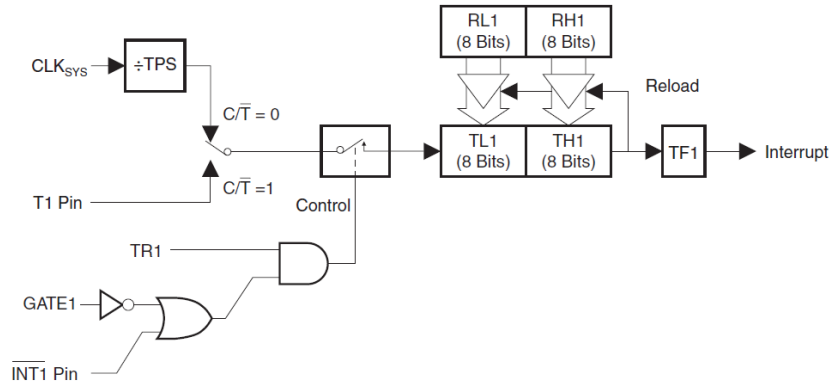 RL1 RH1
(8 Bits) (8 Bits)
CLKSYS ÷TPS
Reload
C/T̅ = 0
TL1 TH1 TF1 Interrupt
(8 Bits) (8 Bits)
C/T̅ =1
T1 Pin
Control
TR1
GATE1
I̅N̅T̅1̅ Pin